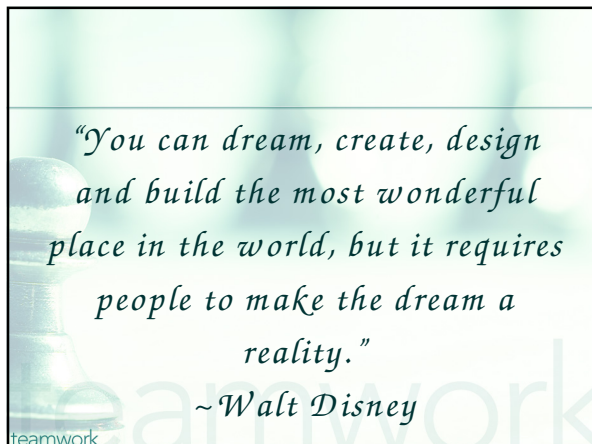 “You can dream, create, design
and build the most wonderful
place in the world, but it requires
people to make the dream a
reality.”
~Walt Disney
teamwork
teamwork